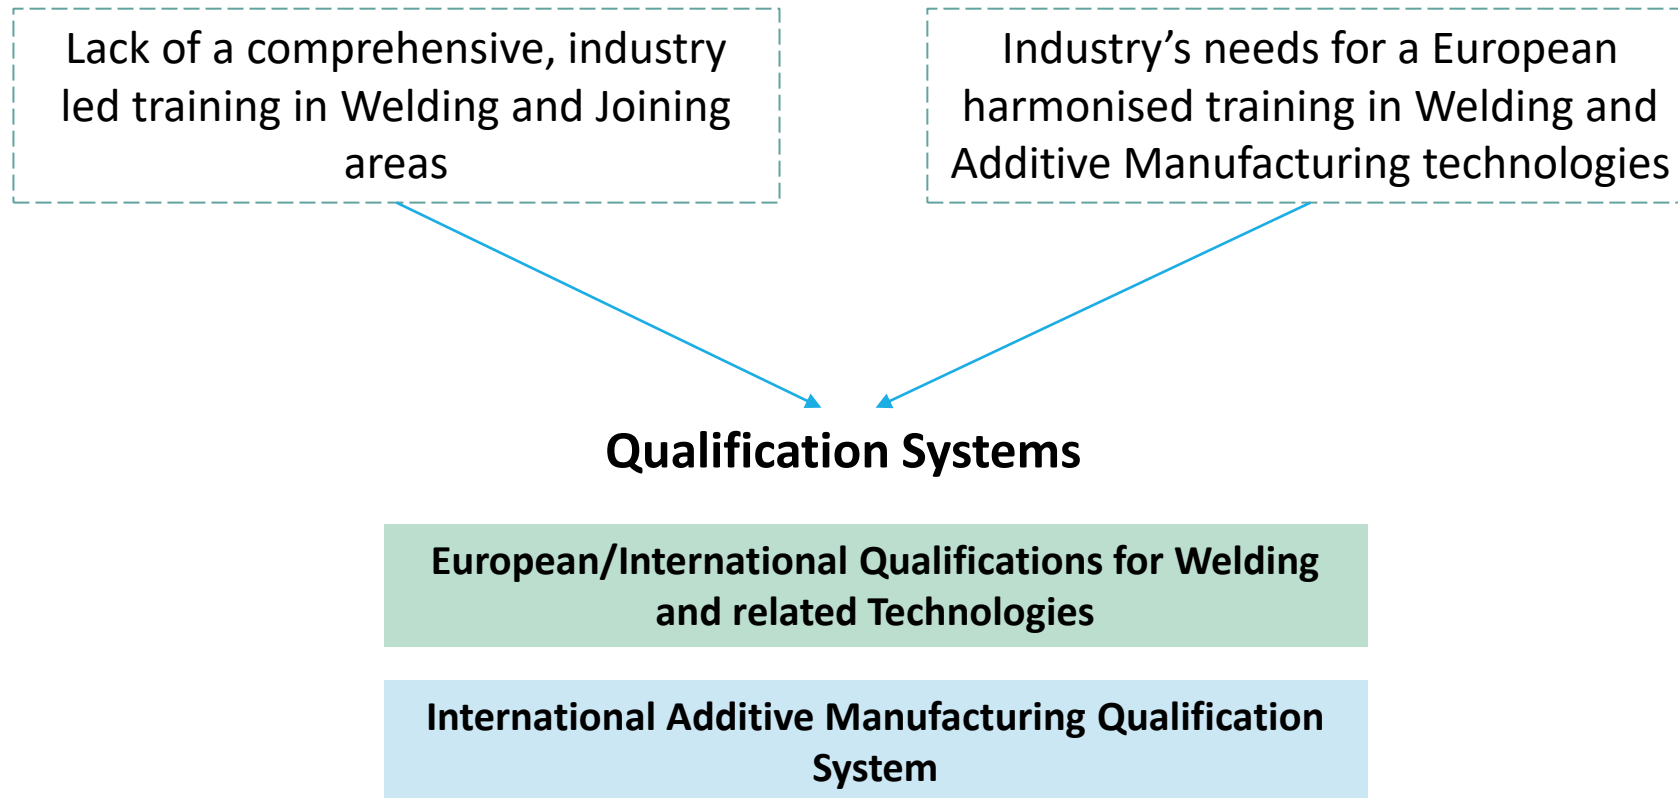 Lack of a comprehensive, industry
led training in Welding and Joining
areas
Industry’s needs for a European
harmonised training in Welding and
Additive Manufacturing technologies
Qualification Systems
European/International Qualifications for Welding
and related Technologies
International Additive Manufacturing Qualification
System